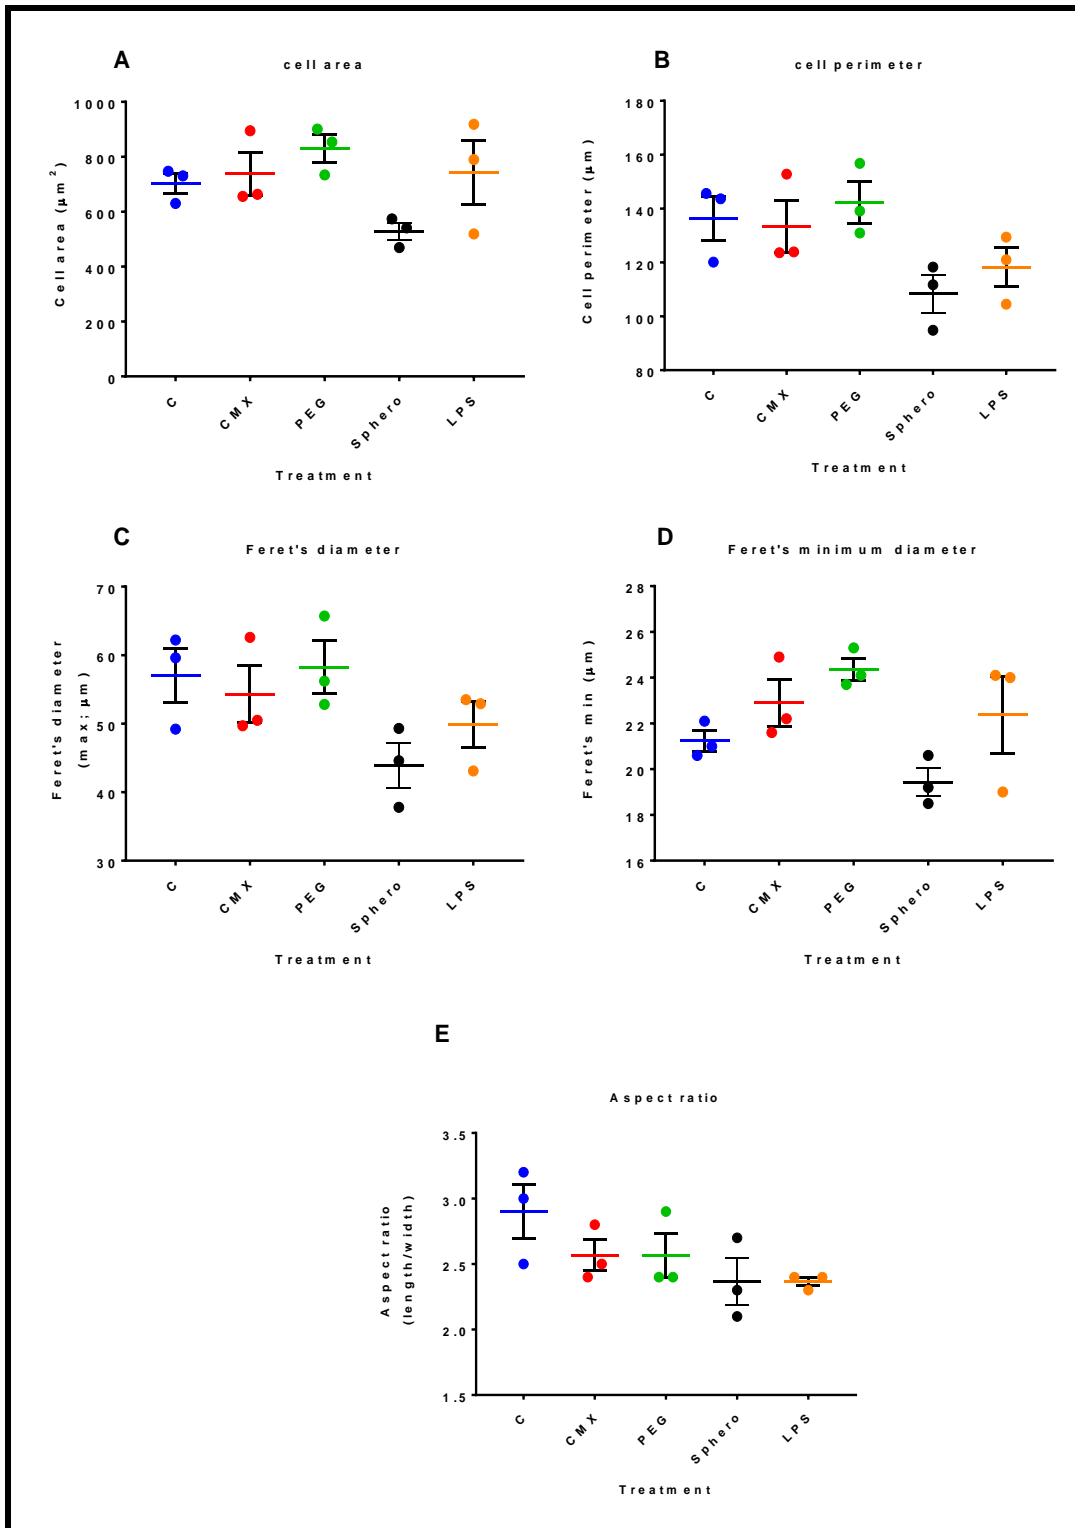 A
cell area
1000
800
600
400
200
0
Cell area (μm²)
C
CMX
PEG
Sphero
LPS
Treatment
B
cell perimeter
180
160
140
120
100
80
Cell perimeter (μm)
C
CMX
PEG
Sphero
LPS
Treatment
C
Feret's diameter
70
60
50
40
30
Feret's diameter
(max; μm)
C
CMX
PEG
Sphero
LPS
Treatment
D
Feret's minimum diameter
28
26
24
22
20
18
16
Feret's min (μm)
C
CMX
PEG
Sphero
LPS
Treatment
E
Aspect ratio
3.5
3.0
2.5
2.0
1.5
Aspect ratio
(length/width)
C
CMX
PEG
Sphero
LPS
Treatment